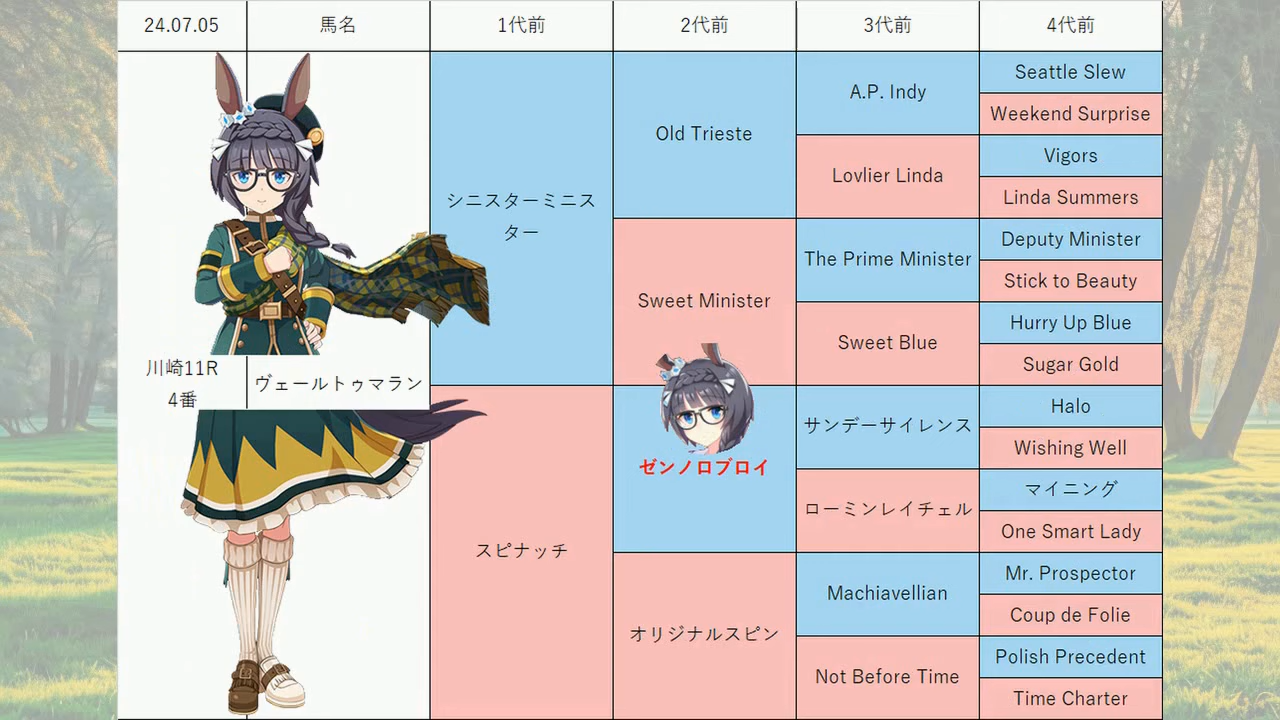 24.07.05
馬名
1代前
2代前
3代前
4代前
川崎11R
4番
ヴェールトゥマラン
シニスターミニス
ター
スピナッチ
Old Trieste
Sweet Minister
ゼンノロブロイ
オリジナルスピン
A.P. Indy
Lovlier Linda
The Prime Minister
Sweet Blue
サンデーサイレンス
ローミンレイチェル
Machiavellian
Not Before Time
Seattle Slew
Weekend Surprise
Vigors
Linda Summers
Deputy Minister
Stick to Beauty
Hurry Up Blue
Sugar Gold
Halo
Wishing Well
マイニング
One Smart Lady
Mr. Prospector
Coup de Folie
Polish Precedent
Time Charter